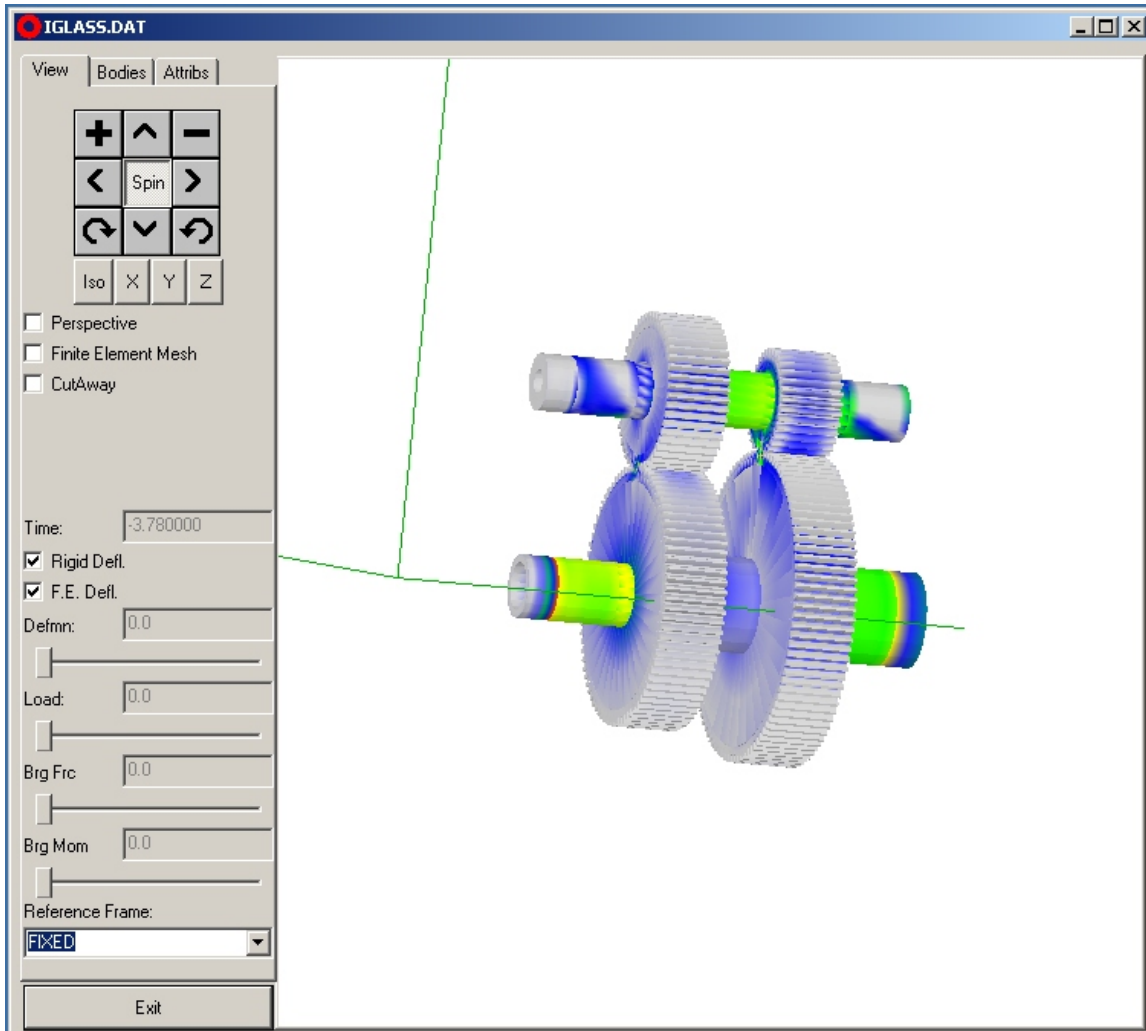 IGLASS.DAT
View Bodies Attribs
Spin
Iso X Y Z
Perspective
Finite Element Mesh
CutAway
Time: -3.780000
Rigid Defl.
F.E. Defl.
Defmn: 0.0
Load: 0.0
Brg Frc 0.0
Brg Mom 0.0
Reference Frame:
FIXED
Exit